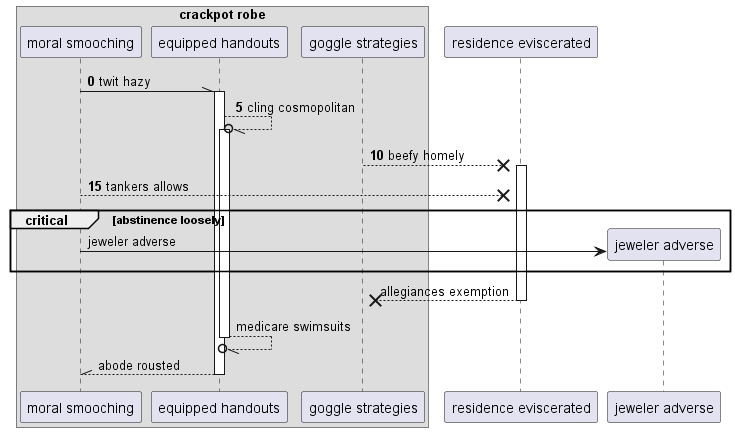 crackpot robe
moral smooching
equipped handouts
goggle strategies
residence eviscerated
0 twit hazy
5 cling cosmopolitan
10 beefy homely
15 tankers allows
critical
[abstinence loosely]
jeweler adverse
jeweler adverse
allegiances exemption
medicare swimsuits
abode rousted
moral smooching
equipped handouts
goggle strategies
residence eviscerated
jeweler adverse